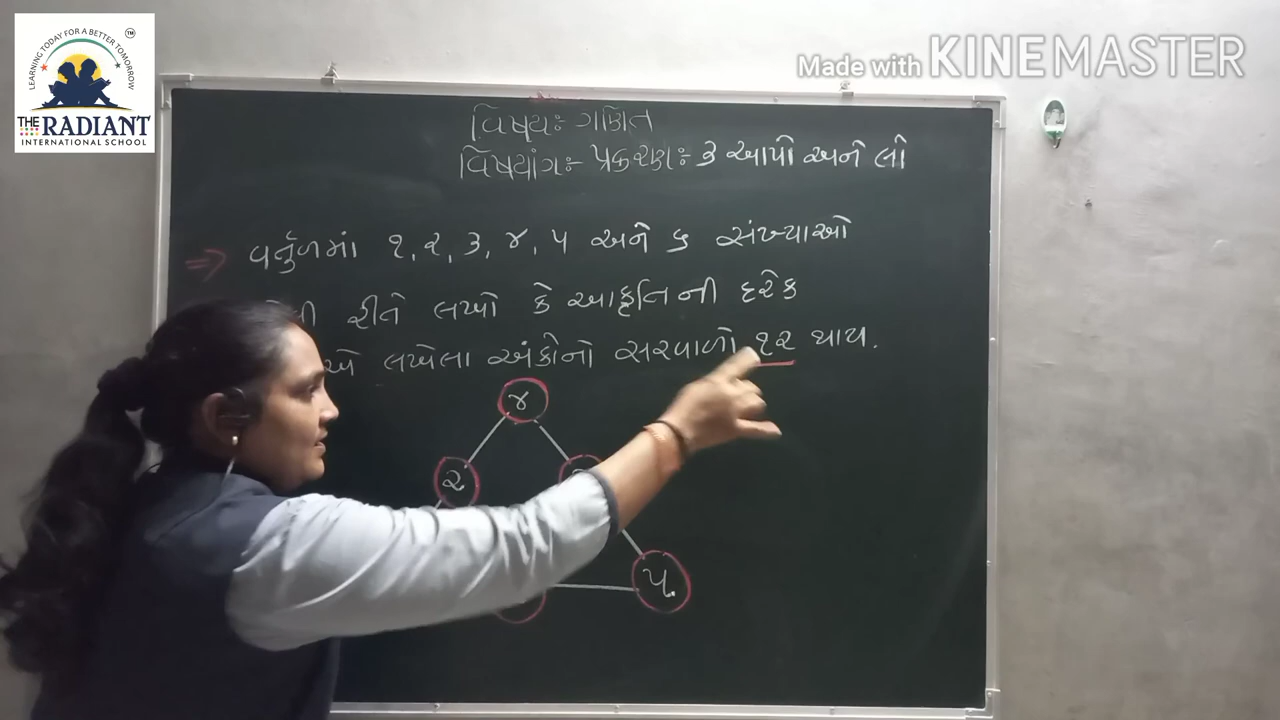 LEARNING TODAY FOR A BETTER TOMORROW
TM
THE RADIANT
INTERNATIONAL SCHOOL
Made with KINEMASTER
વિષય:- ગણિત
વિષયાંગ:- પ્રકરણ:- ૩ આપો અને લો
⇒ વર્તુળમાં ૧, ૨, ૩, ૪, ૫ અને ૬ સંખ્યાઓ
રીતે લખો કે આકૃતિની દરેક
લખેલા અંકોનો સરવાળો ૧૨ થાય.
૪
૨
૫